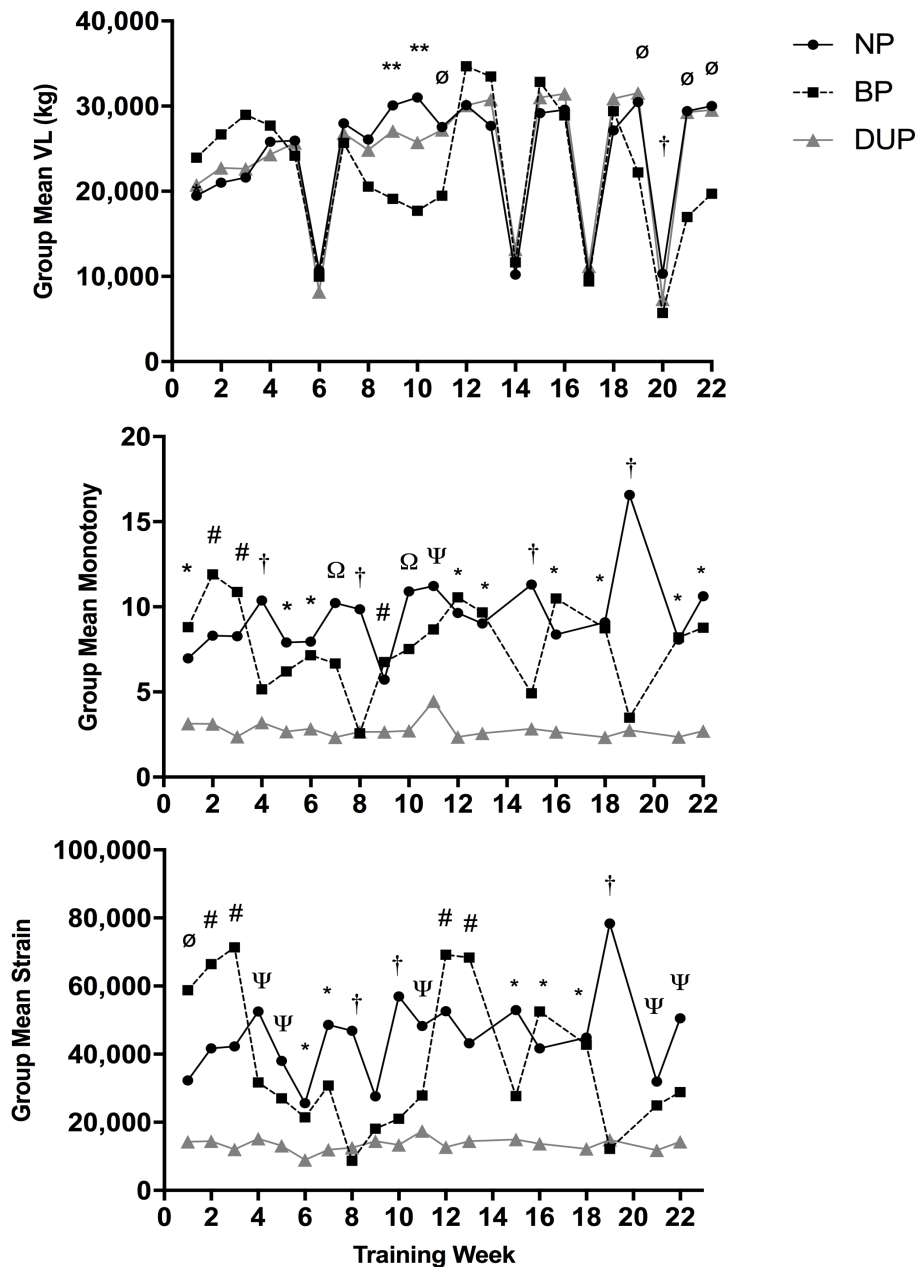 40,000
30,000
20,000
10,000
0
Group Mean VL (kg)
** ** ø ø † ø ø
NP
BP
DUP
0 2 4 6 8 10 12 14 16 18 20 22
20
15
10
5
0
Group Mean Monotony
* # # † * * Ω † # Ω Ψ * * † * * † * *
0 2 4 6 8 10 12 14 16 18 20 22
100,000
80,000
60,000
40,000
20,000
0
Group Mean Strain
ø # # Ψ Ψ * * † † Ψ # # * * * † Ψ Ψ
0 2 4 6 8 10 12 14 16 18 20 22
Training Week